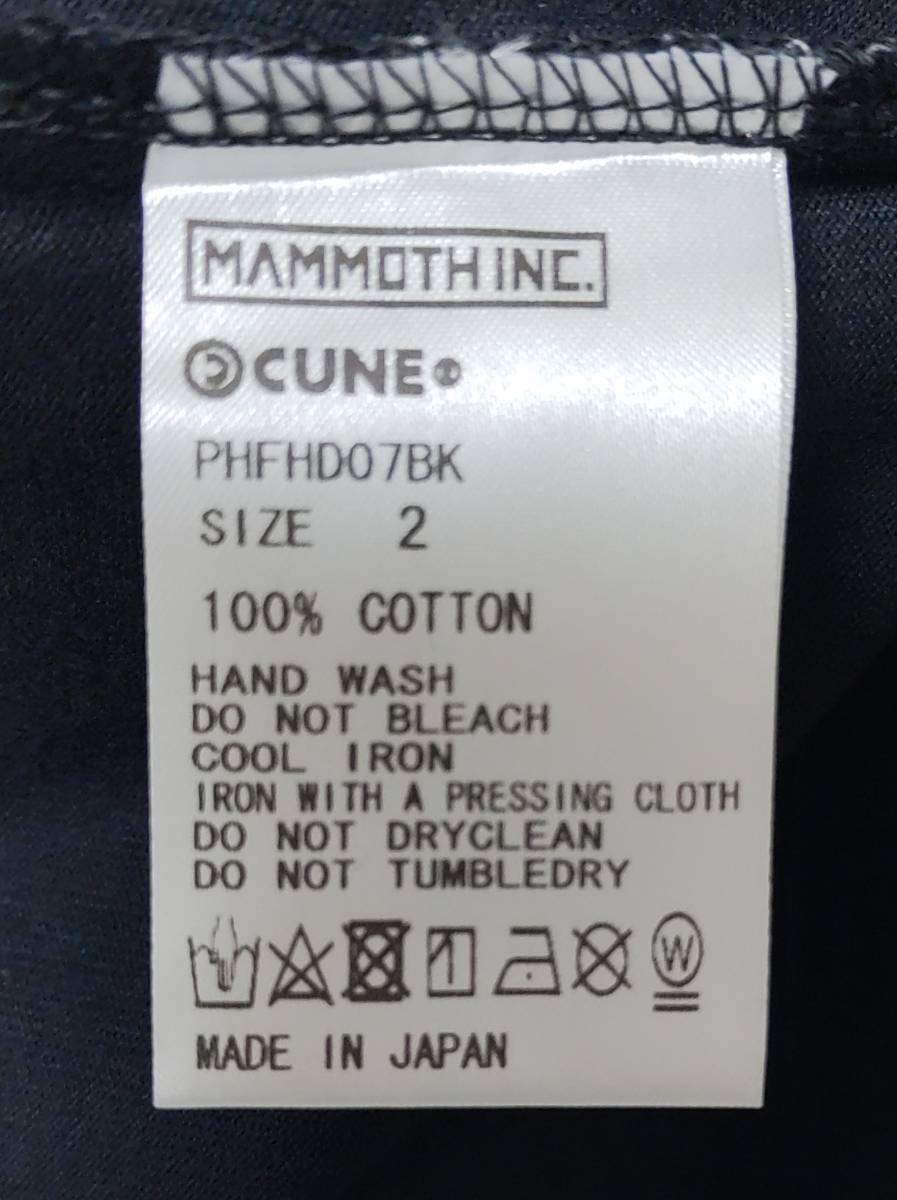 MAMMOTH INC.
CUNE®
PHFHD07BK
SIZE 2
100% COTTON
HAND WASH
DO NOT BLEACH
COOL IRON
IRON WITH A PRESSING CLOTH
DO NOT DRYCLEAN
DO NOT TUMBLEDRY
W
MADE IN JAPAN